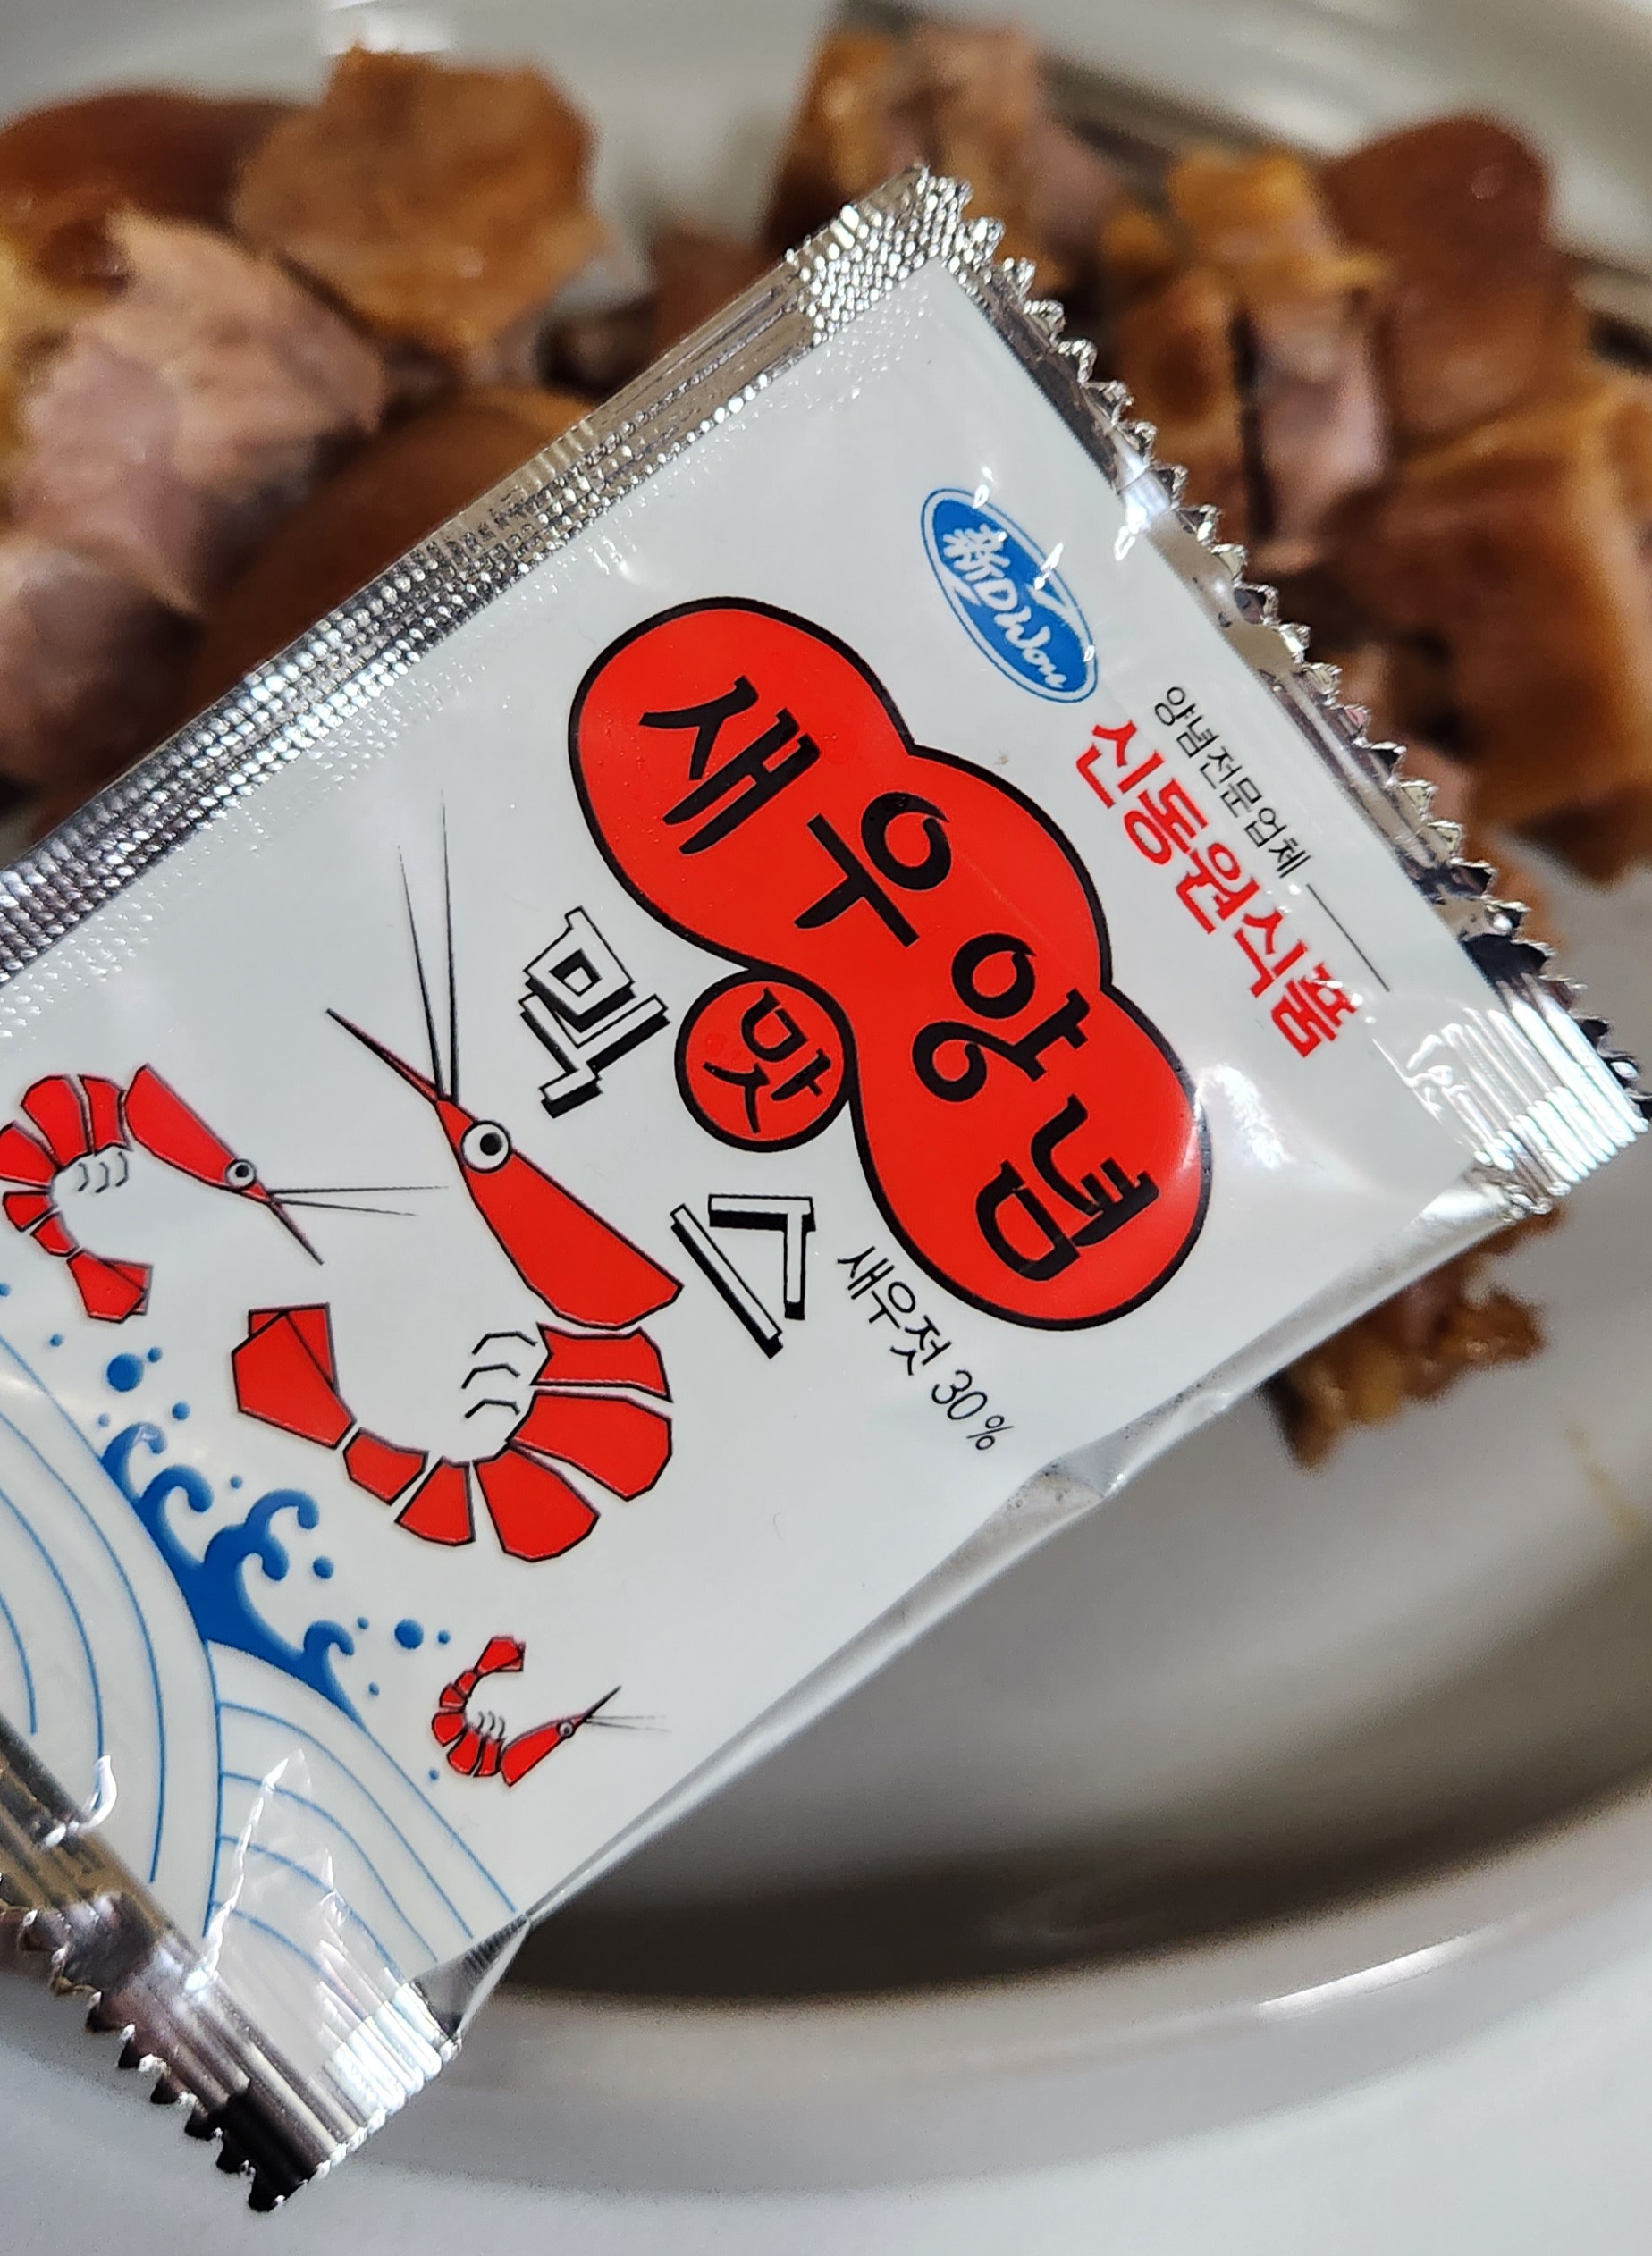 新DWon
양념전문업체
신동원식품
새우양념
믹맛스
새우젓 30%